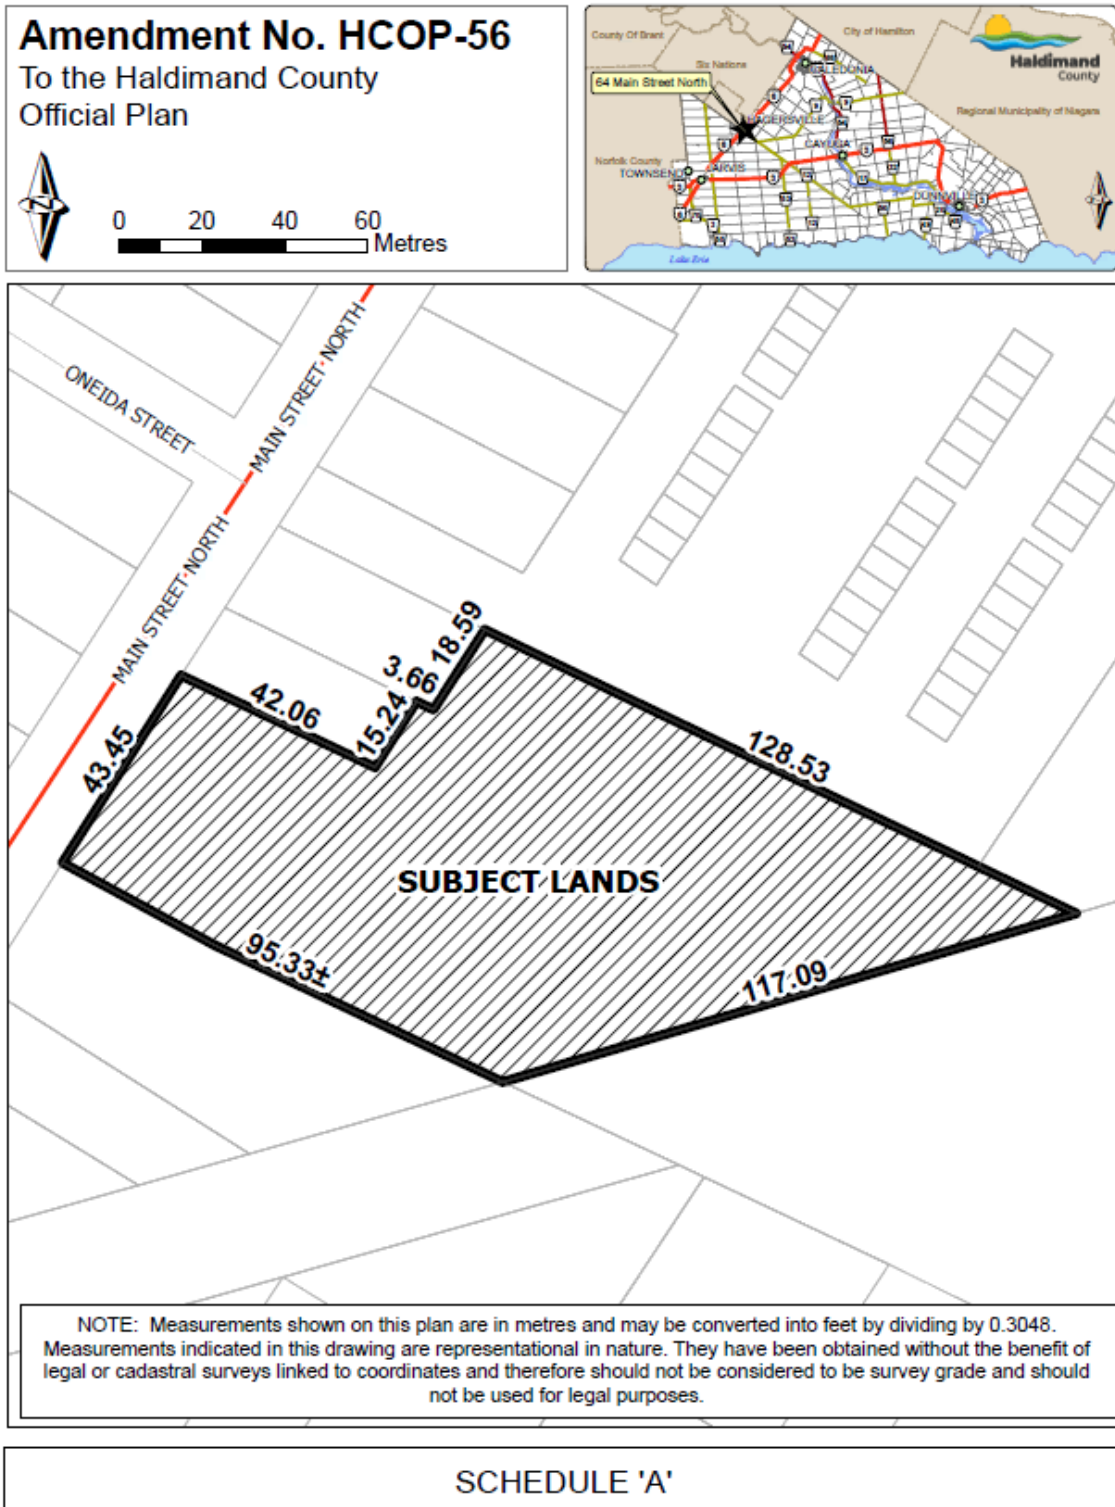 Amendment No. HCOP-56
To the Haldimand County
Official Plan
N
0 20 40 60
Metres
County Of Brant
City of Hamilton
Haldimand
County
Six Nations
CALEDONIA
64 Main Street North
Regional Municipality of Niagara
HAGERSVILLE
CAYUGA
Norfolk County
TOWNSEND
JARVIS
DUNNVILLE
Lake Erie
MAIN STREET NORTH
ONEIDA STREET
MAIN STREET NORTH
18.59
3.66
42.06
15.24
43.45
128.53
SUBJECT LANDS
95.33±
117.09
NOTE: Measurements shown on this plan are in metres and may be converted into feet by dividing by 0.3048.
Measurements indicated in this drawing are representational in nature. They have been obtained without the benefit of
legal or cadastral surveys linked to coordinates and therefore should not be considered to be survey grade and should
not be used for legal purposes.
SCHEDULE 'A'